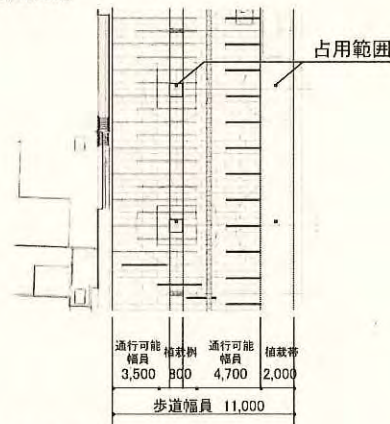 占用範囲
通行可能
幅員
3,500
植栽桝
800
通行可能
幅員
4,700
植栽帯
2,000
歩道幅員 11,000